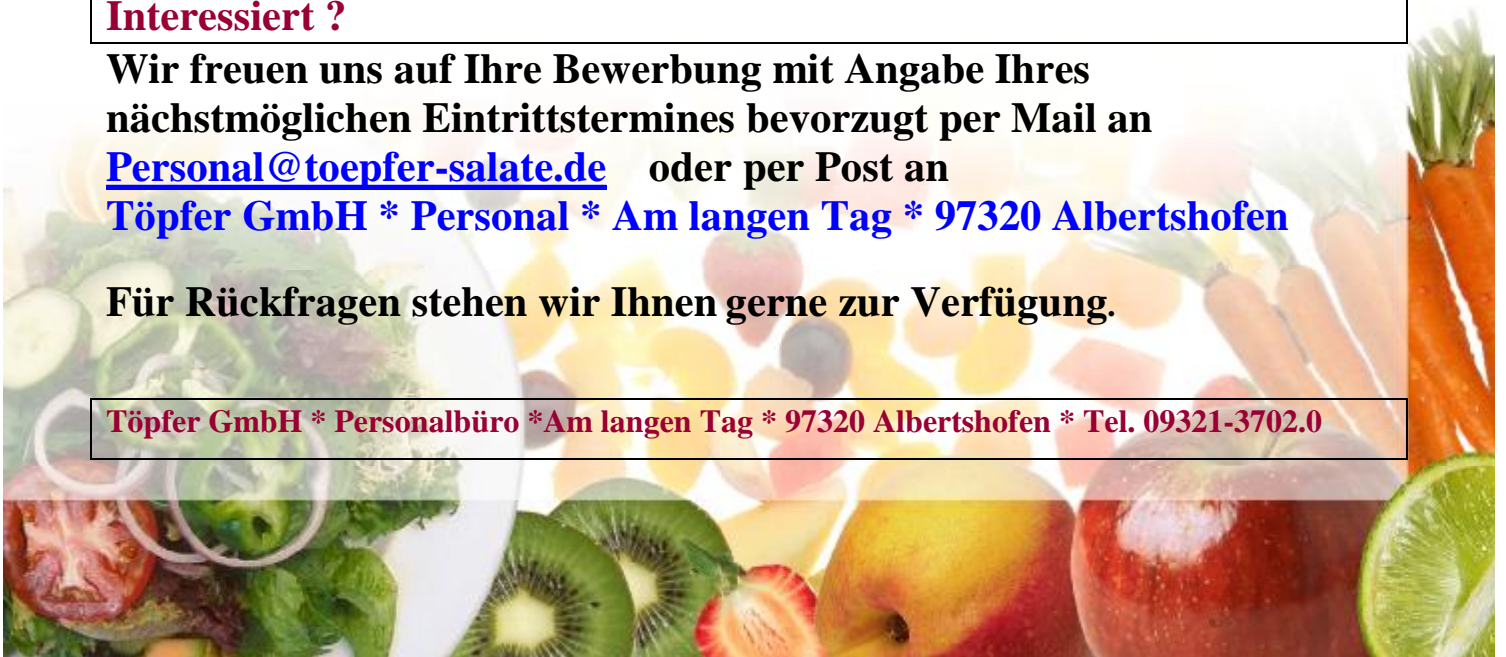 Interessiert ?
Wir freuen uns auf Ihre Bewerbung mit Angabe Ihres
nächstmöglichen Eintrittstermines bevorzugt per Mail an
Personal@toepfer-salate.de oder per Post an
Töpfer GmbH * Personal * Am langen Tag * 97320 Albertshofen
Für Rückfragen stehen wir Ihnen gerne zur Verfügung.
Töpfer GmbH * Personalbüro *Am langen Tag * 97320 Albertshofen * Tel. 09321-3702.0